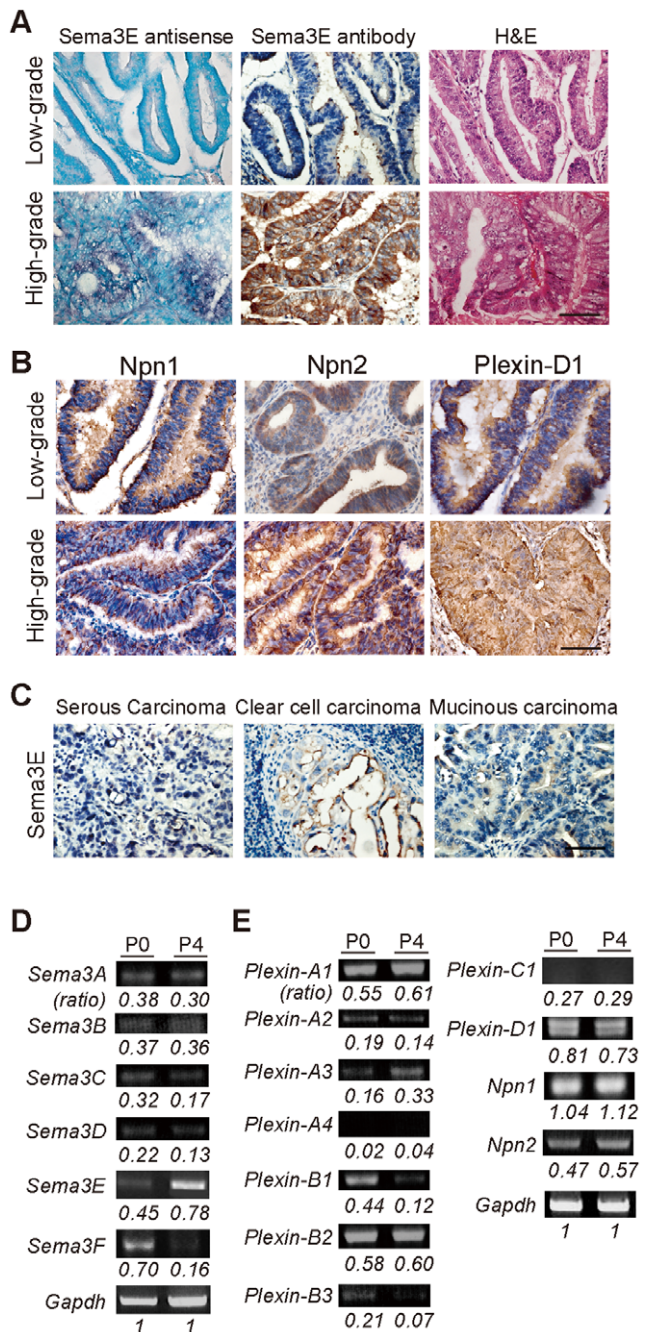 A
Sema3E antisense Sema3E antibody H&E
Low-grade
High-grade
B
Npn1 Npn2 Plexin-D1
Low-grade
High-grade
C
Serous Carcinoma Clear cell carcinoma Mucinous carcinoma
Sema3E
D
P0 P4
Sema3A
(ratio) 0.38 0.30
Sema3B
0.37 0.36
Sema3C
0.32 0.17
Sema3D
0.22 0.13
Sema3E
0.45 0.78
Sema3F
0.70 0.16
Gapdh
1 1
E
P0 P4
Plexin-A1
(ratio) 0.55 0.61
Plexin-A2
0.19 0.14
Plexin-A3
0.16 0.33
Plexin-A4
0.02 0.04
Plexin-B1
0.44 0.12
Plexin-B2
0.58 0.60
Plexin-B3
0.21 0.07
P0 P4
Plexin-C1
0.27 0.29
Plexin-D1
0.81 0.73
Npn1
1.04 1.12
Npn2
0.47 0.57
Gapdh
1 1